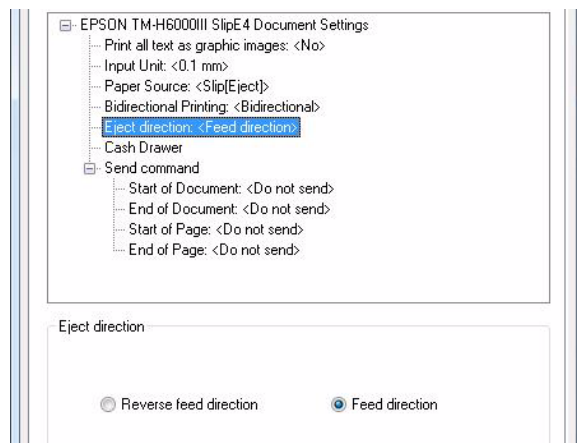 EPSON TM-H6000III SlipE4 Document Settings
Print all text as graphic images: <No>
Input Unit: <0.1 mm>
Paper Source: <Slip[Eject]>
Bidirectional Printing: <Bidirectional>
Eject direction: <Feed direction>
Cash Drawer
Send command
Start of Document: <Do not send>
End of Document: <Do not send>
Start of Page: <Do not send>
End of Page: <Do not send>
Eject direction
Reverse feed direction
Feed direction